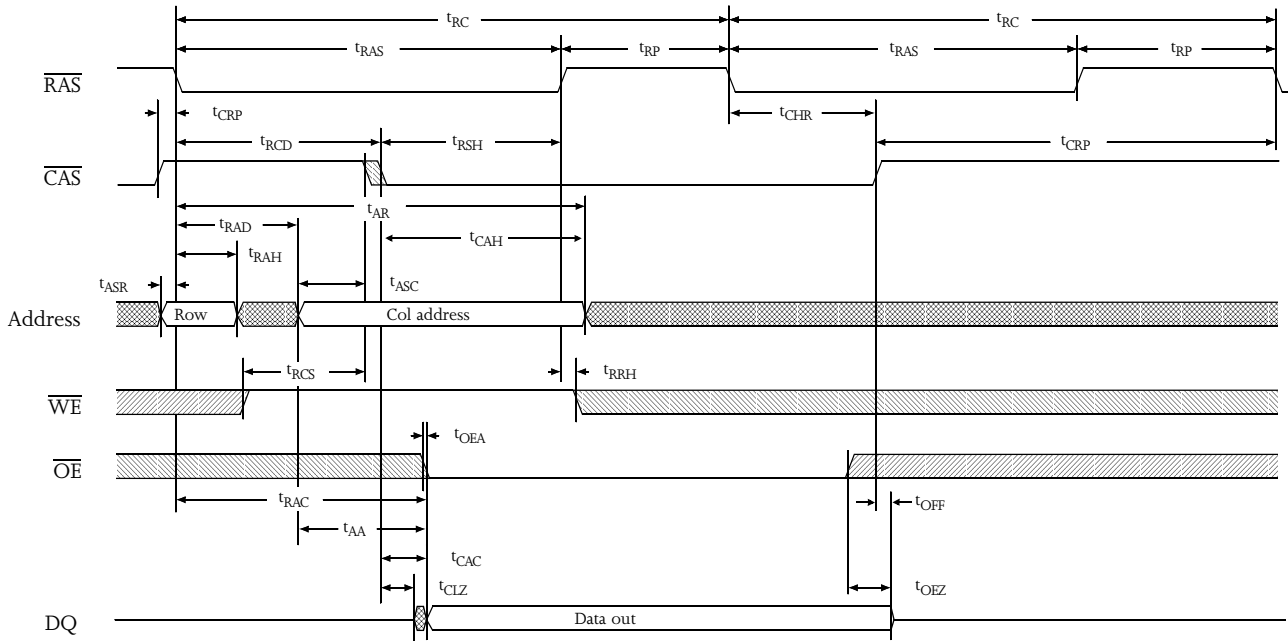 tRC tRC
tRAS tRP tRAS tRP
RAS
tCRP tCHR
tRCD tRSH tCRP
CAS
tAR
tRAD
tCAH
tRAH
tASR tASC
Address Row Col address
tRCS tRRH
WE
tOEA
OE
tRAC tOFF
tAA
tCAC
tCLZ tOEZ
DQ Data out